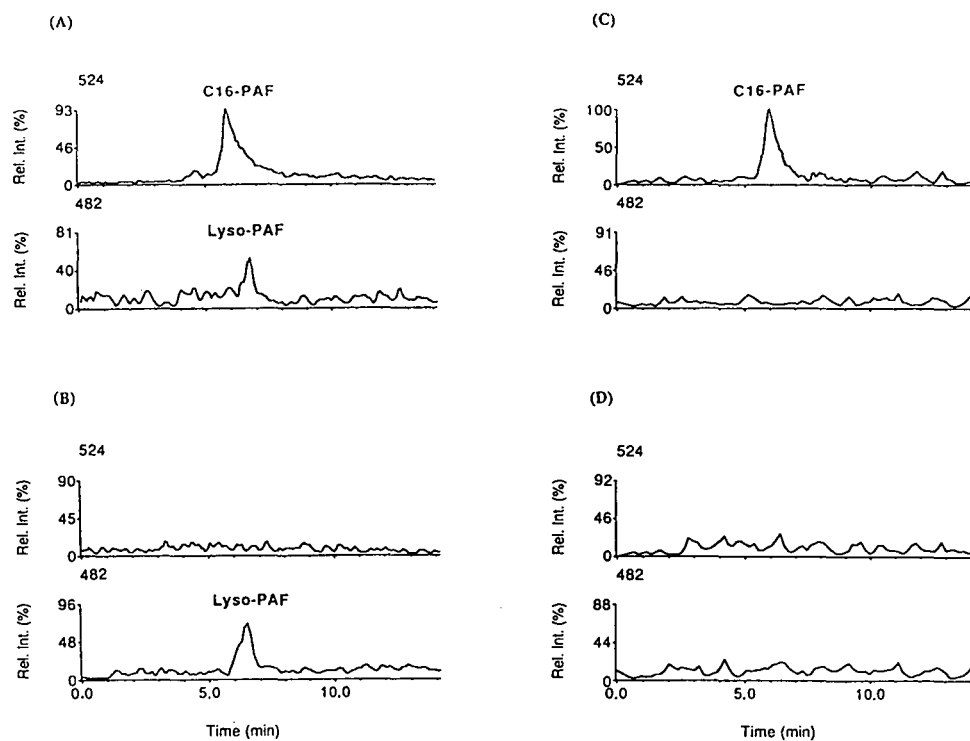 (A)
524
C16-PAF
Rel. Int. (%)
93
46
0
482
Lyso-PAF
Rel. Int. (%)
81
40
0
(B)
524
Rel. Int. (%)
90
45
0
482
Lyso-PAF
Rel. Int. (%)
96
48
0
0.0 5.0 10.0
Time (min)
(C)
524
C16-PAF
Rel. Int. (%)
100
50
0
482
Rel. Int. (%)
91
46
0
(D)
524
Rel. Int. (%)
92
46
0
482
Rel. Int. (%)
88
44
0
0.0 5.0 10.0
Time (min)